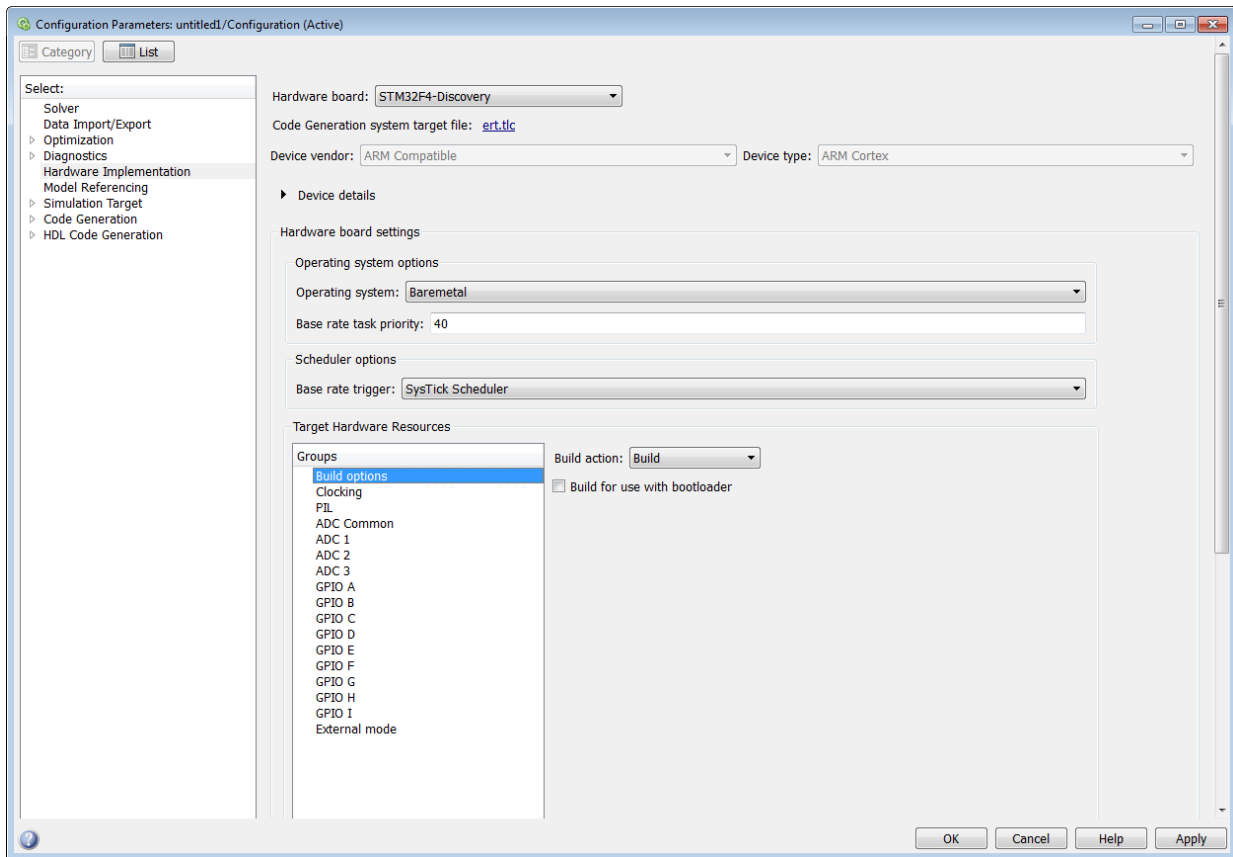 Configuration Parameters: untitled1/Configuration (Active)
Category List
Select:
Solver
Data Import/Export
Optimization
Diagnostics
Hardware Implementation
Model Referencing
Simulation Target
Code Generation
HDL Code Generation
Hardware board: STM32F4-Discovery
Code Generation system target file: ert.tlc
Device vendor: ARM Compatible Device type: ARM Cortex
Device details
Hardware board settings
Operating system options
Operating system: Baremetal
Base rate task priority: 40
Scheduler options
Base rate trigger: SysTick Scheduler
Target Hardware Resources
Groups
Build options
Clocking
PIL
ADC Common
ADC 1
ADC 2
ADC 3
GPIO A
GPIO B
GPIO C
GPIO D
GPIO E
GPIO F
GPIO G
GPIO H
GPIO I
External mode
Build action: Build
Build for use with bootloader
OK Cancel Help Apply